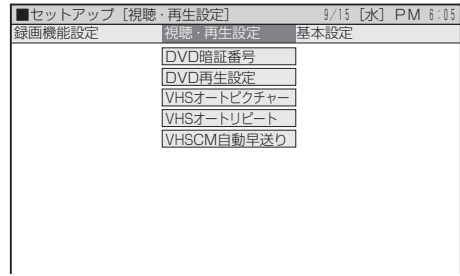 ■セットアップ［視聴・再生設定］ 9/15［水］PM 6:05
録画機能設定 視聴・再生設定 基本設定
DVD暗証番号
DVD再生設定
VHSオートピクチャー
VHSオートリピート
VHSCM自動早送り